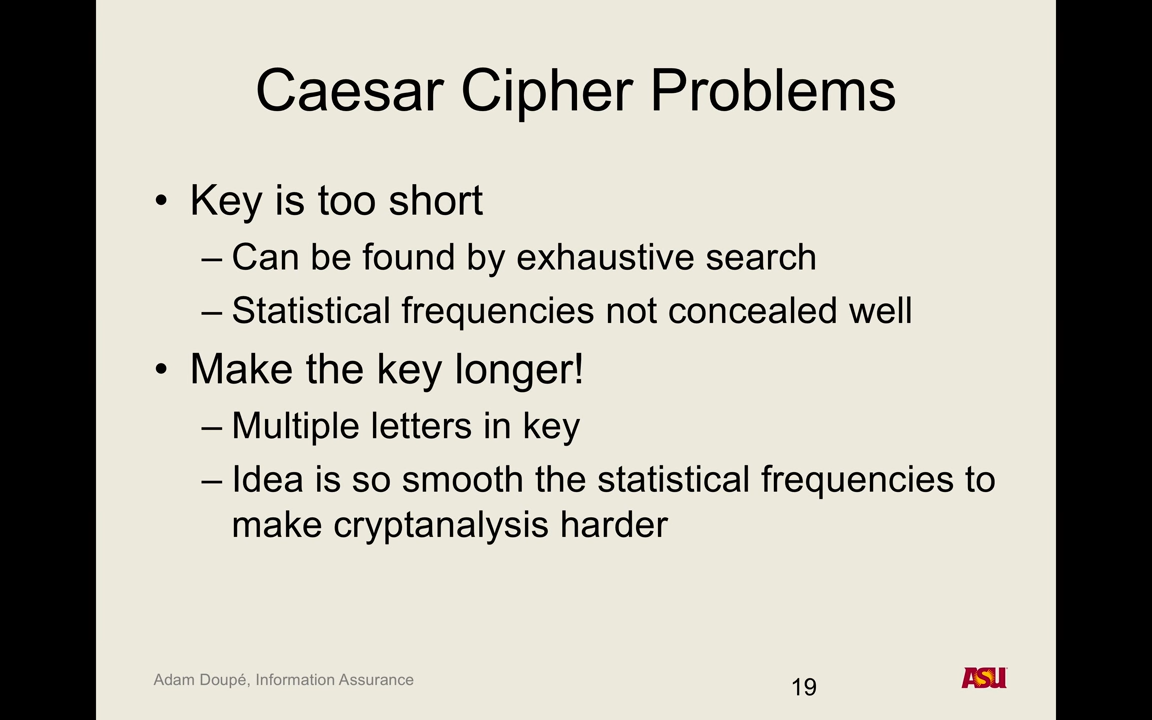 Caesar Cipher Problems
• Key is too short
– Can be found by exhaustive search
– Statistical frequencies not concealed well
• Make the key longer!
– Multiple letters in key
– Idea is so smooth the statistical frequencies to
make cryptanalysis harder
Adam Doupé, Information Assurance
19
ASU